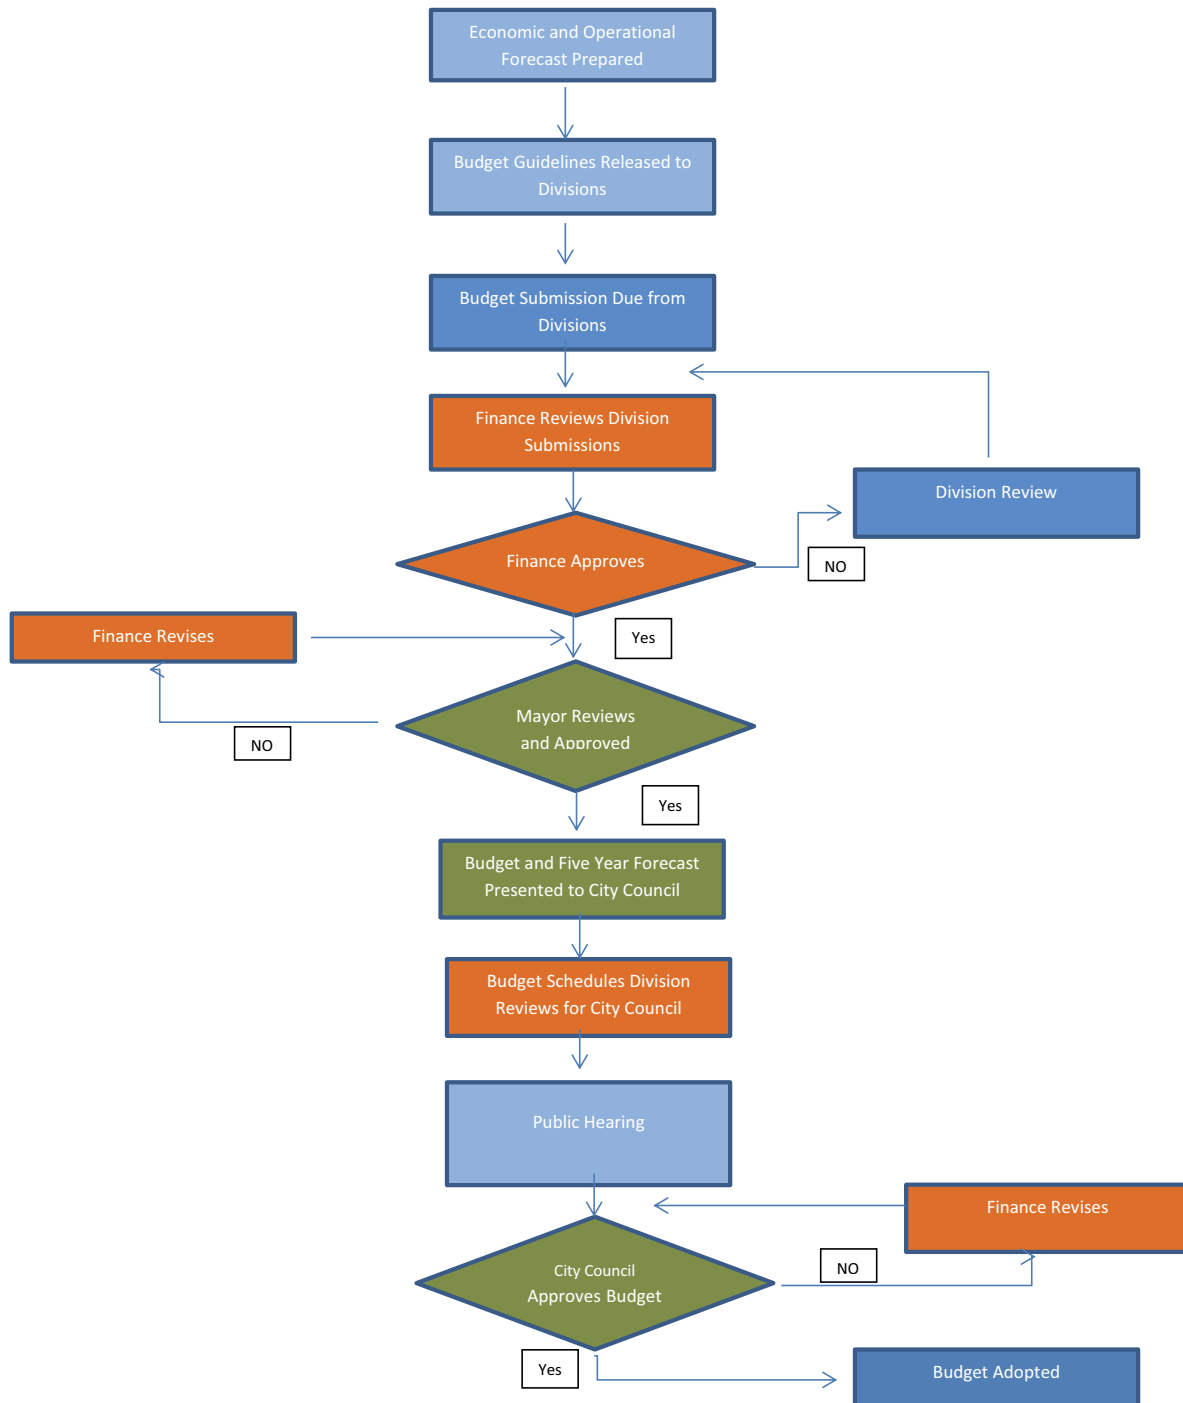 Economic and Operational
Forecast Prepared
Budget Guidelines Released to
Divisions
Budget Submission Due from
Divisions
Finance Reviews Division
Submissions
Division Review
Finance Approves
NO
Yes
Finance Revises
Mayor Reviews
and Approved
NO
Yes
Budget and Five Year Forecast
Presented to City Council
Budget Schedules Division
Reviews for City Council
Public Hearing
Finance Revises
City Council
Approves Budget
NO
Yes
Budget Adopted